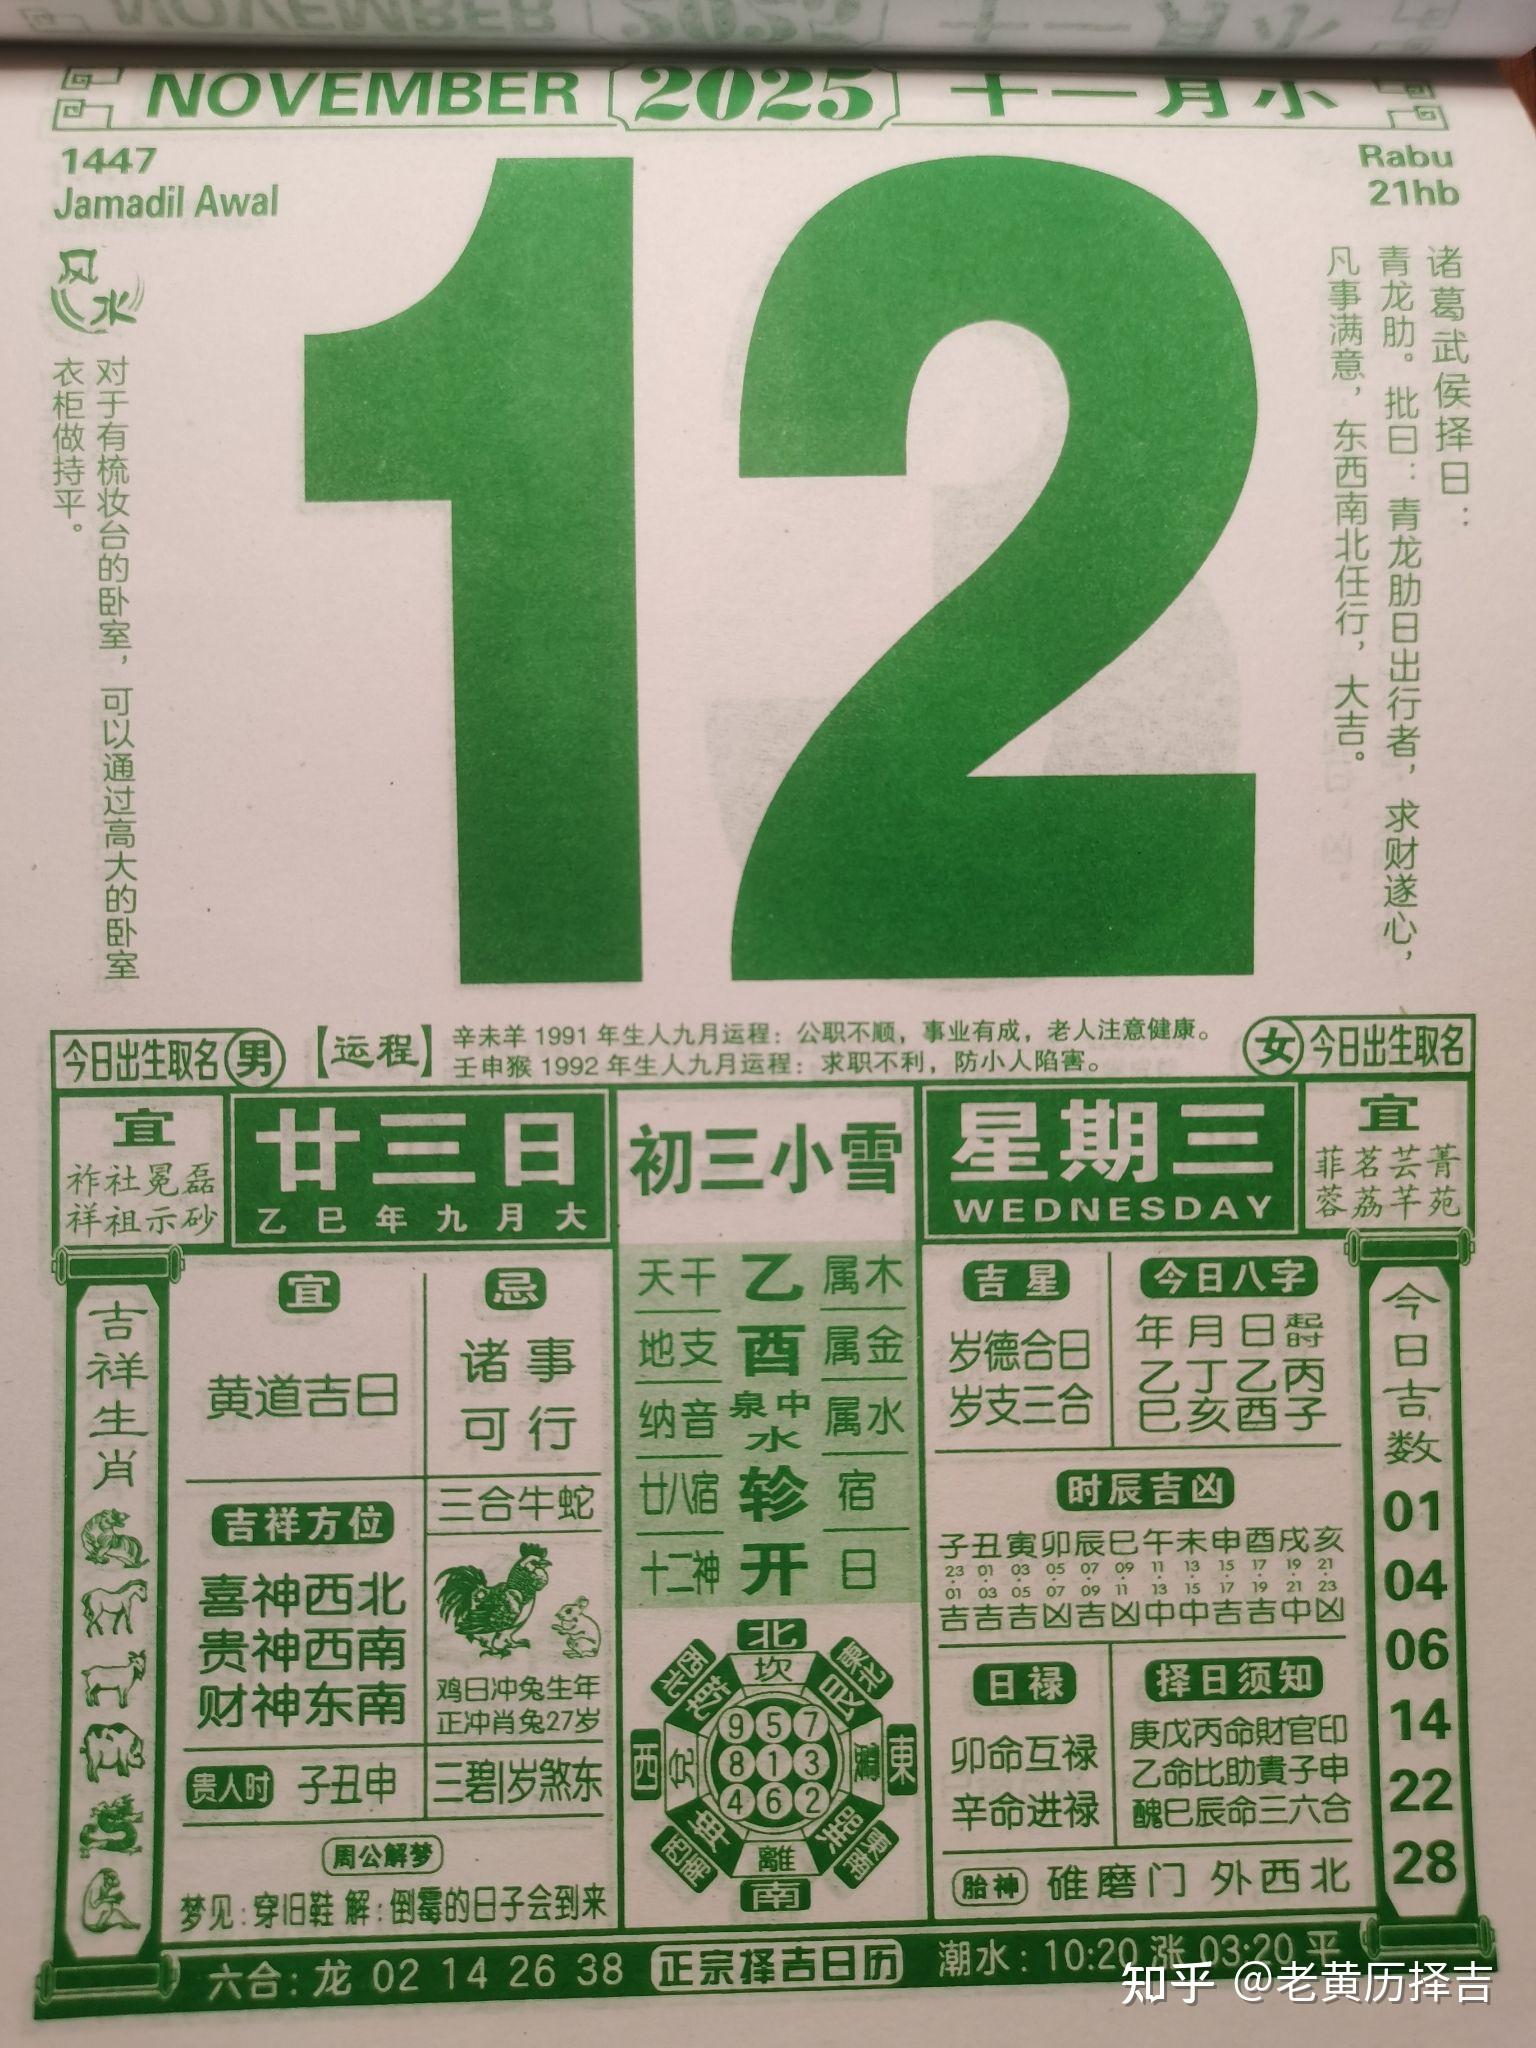 NOVEMBER 2025 十一月小
1447
Jamadil Awal
Rabu
21hb
12
风水
对于有梳妆台的卧室，可以通过高大的卧室
衣柜做持平。
诸葛武侯择日：
青龙肋。批曰：青龙肋日出行者，求财遂心，
凡事满意，东西南北任行，大吉。
今日出生取名 男
【运程】
辛未羊 1991 年生人九月运程：公职不顺，事业有成，老人注意健康。
壬申猴 1992 年生人九月运程：求职不利，防小人陷害。
女 今日出生取名
宜
祚社冕磊
祥祖示砂
廿三日
乙巳年九月大
初三小雪
星期三
WEDNESDAY
宜
菲茗芸菁
蓉荔芊苑
吉祥生肖
宜
黄道吉日
忌
诸事
可行
吉祥方位
喜神西北
贵神西南
财神东南
三合牛蛇
鸡日冲兔生年
正冲肖兔27岁
贵人时 子丑申
三碧 岁煞东
周公解梦
梦见：穿旧鞋 解：倒霉的日子会到来
天干 乙 属木
地支 酉 属金
纳音 泉中水 属水
廿八宿 轸 宿
十二神 开 日
北
西北 東北
坎
乾 艮
957
西 兑 813 震 東
462
坤 巽
離
西南 東南
南
吉星
岁德合日
岁支三合
今日八字
年月日起时
乙丁乙丙
巳亥酉子
时辰吉凶
子丑寅卯辰巳午未申酉戌亥
23 01 03 05 07 09 11 13 15 17 19 21
01 03 05 07 09 11 13 15 17 19 21 23
吉吉吉凶吉凶中中吉吉中凶
日禄
卯命互禄
辛命进禄
择日须知
庚戊丙命財官印
乙命比助貴子申
醜巳辰命三六合
胎神 碓磨门 外西北
今日吉数
01
04
06
14
22
28
六合：龙 02 14 26 38
正宗择吉日历
潮水：10:20 涨 03:20 平
知乎 @老黄历择吉